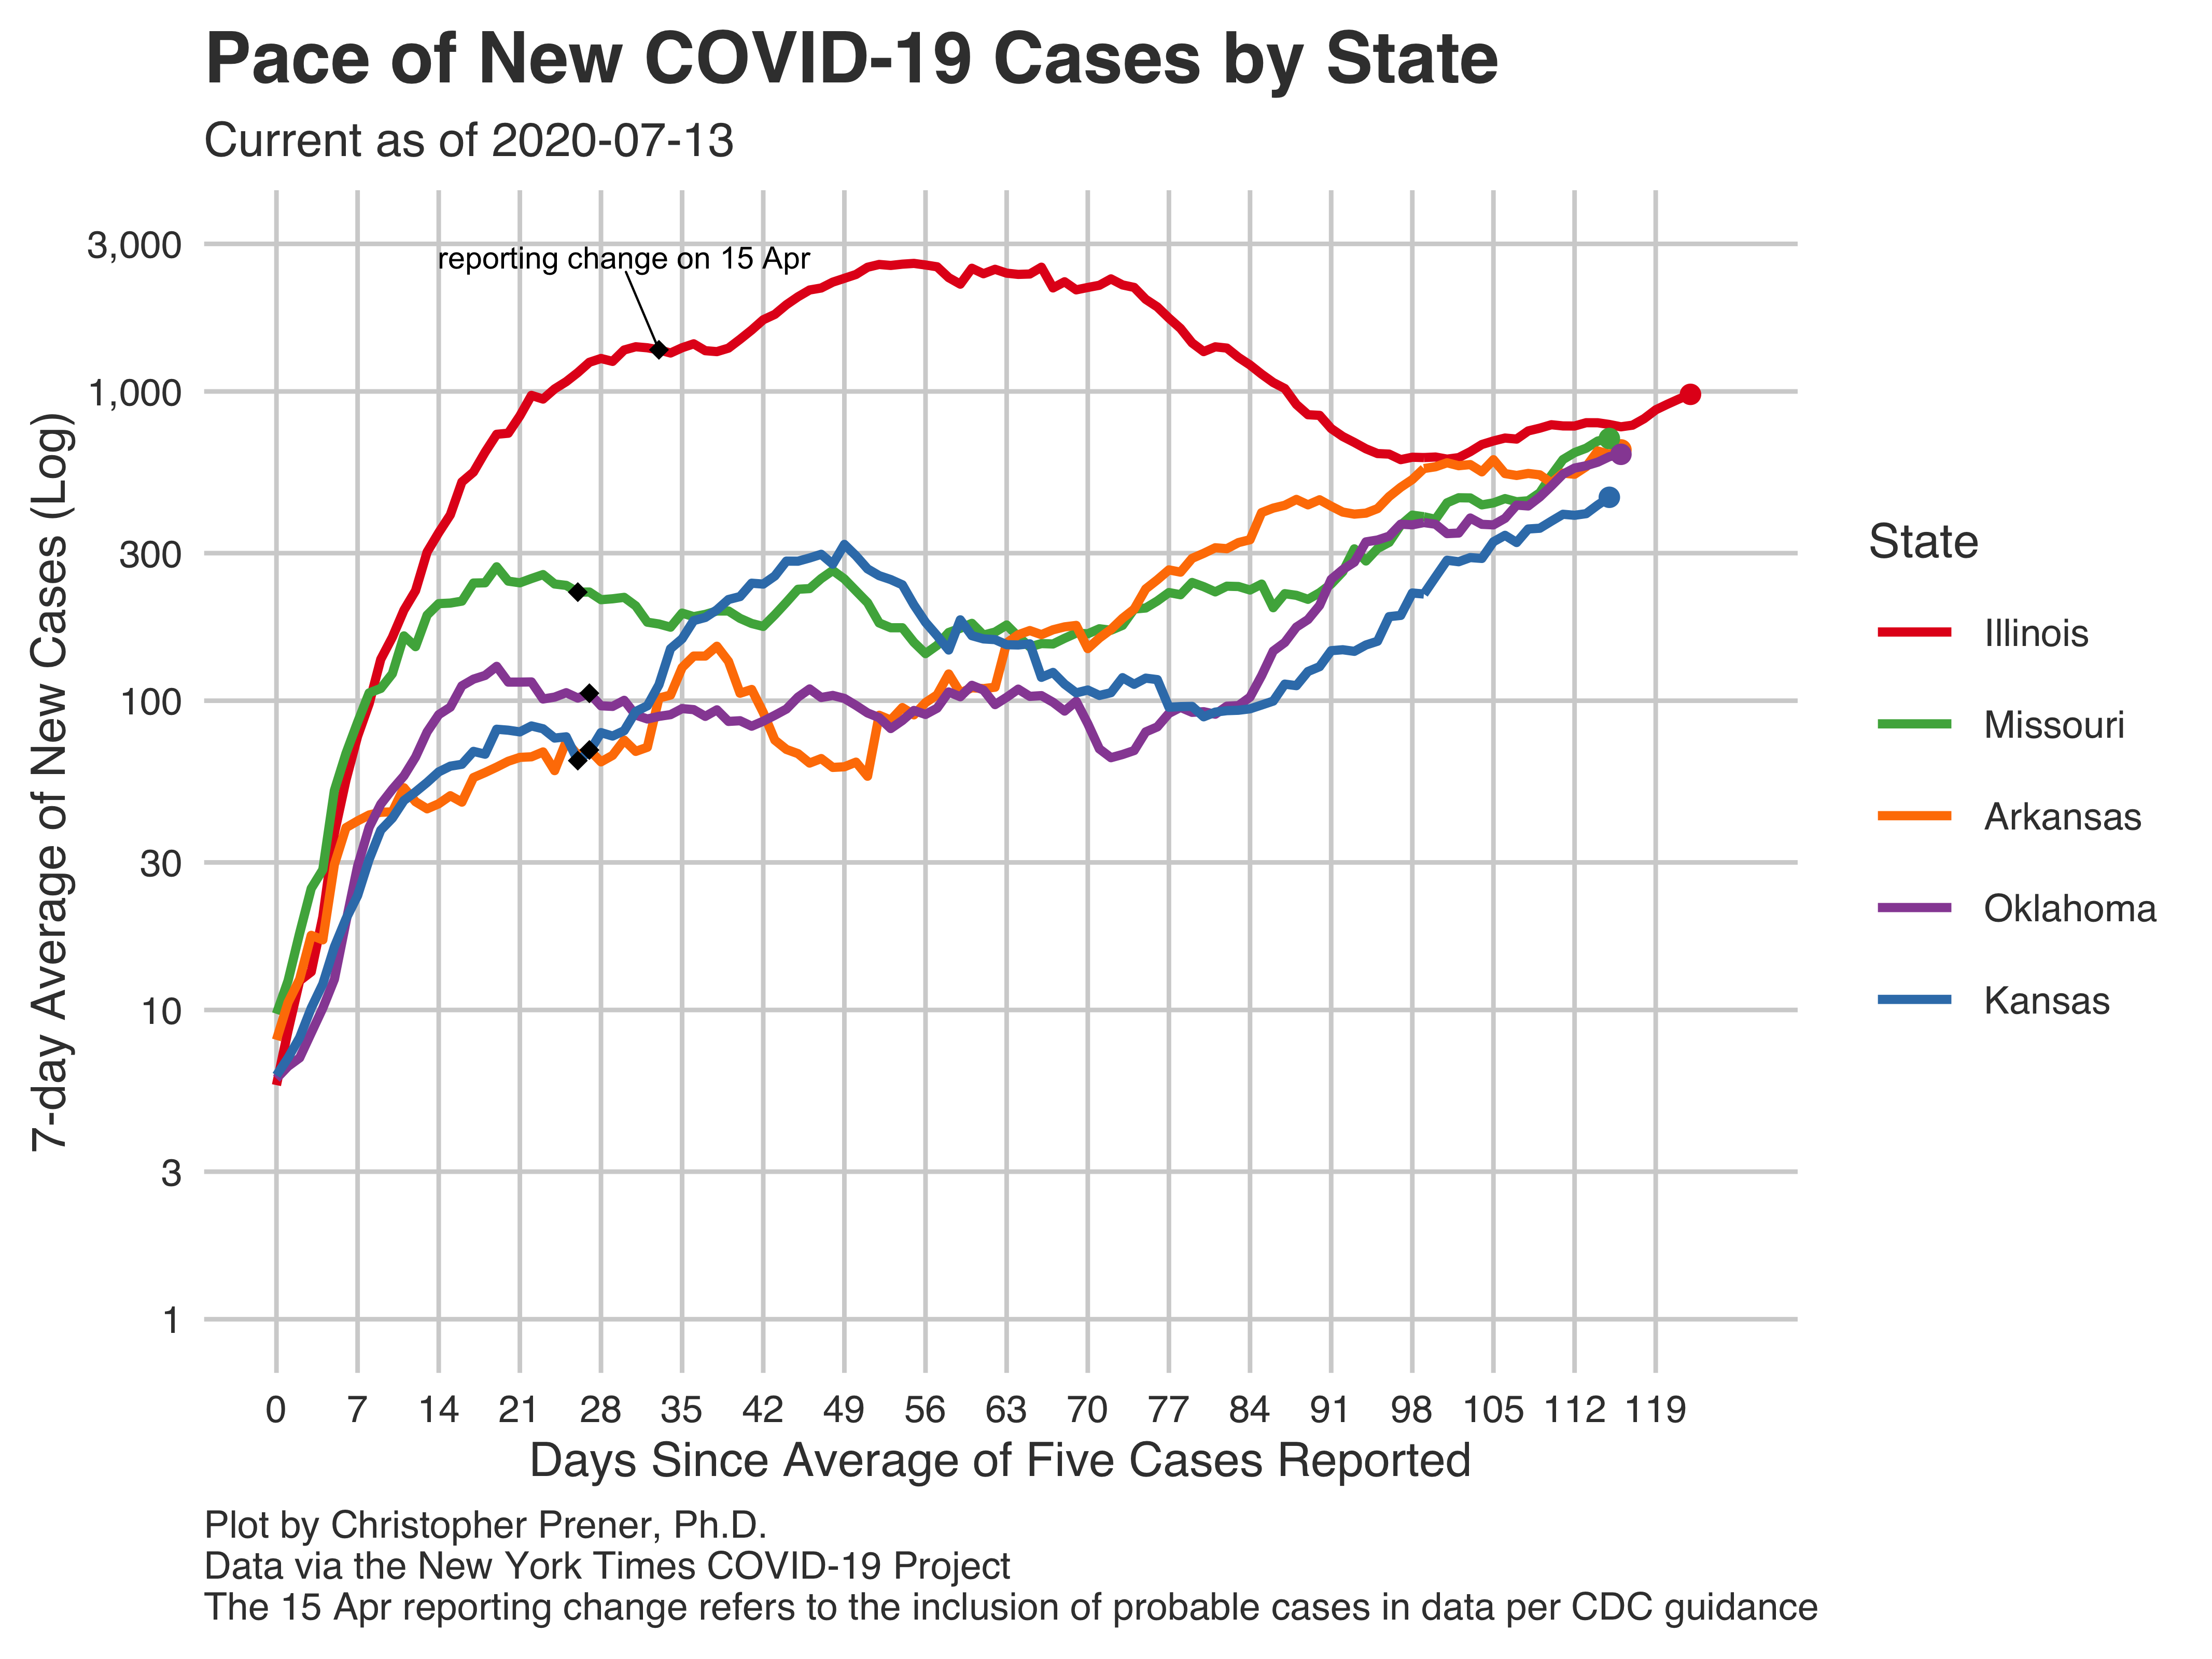 Pace of New COVID-19 Cases by State
Current as of 2020-07-13
7-day Average of New Cases (Log)
3,000
1,000
300
100
30
10
3
1
reporting change on 15 Apr
State
Illinois
Missouri
Arkansas
Oklahoma
Kansas
0 7 14 21 28 35 42 49 56 63 70 77 84 91 98 105 112 119
Days Since Average of Five Cases Reported
Plot by Christopher Prener, Ph.D.
Data via the New York Times COVID-19 Project
The 15 Apr reporting change refers to the inclusion of probable cases in data per CDC guidance